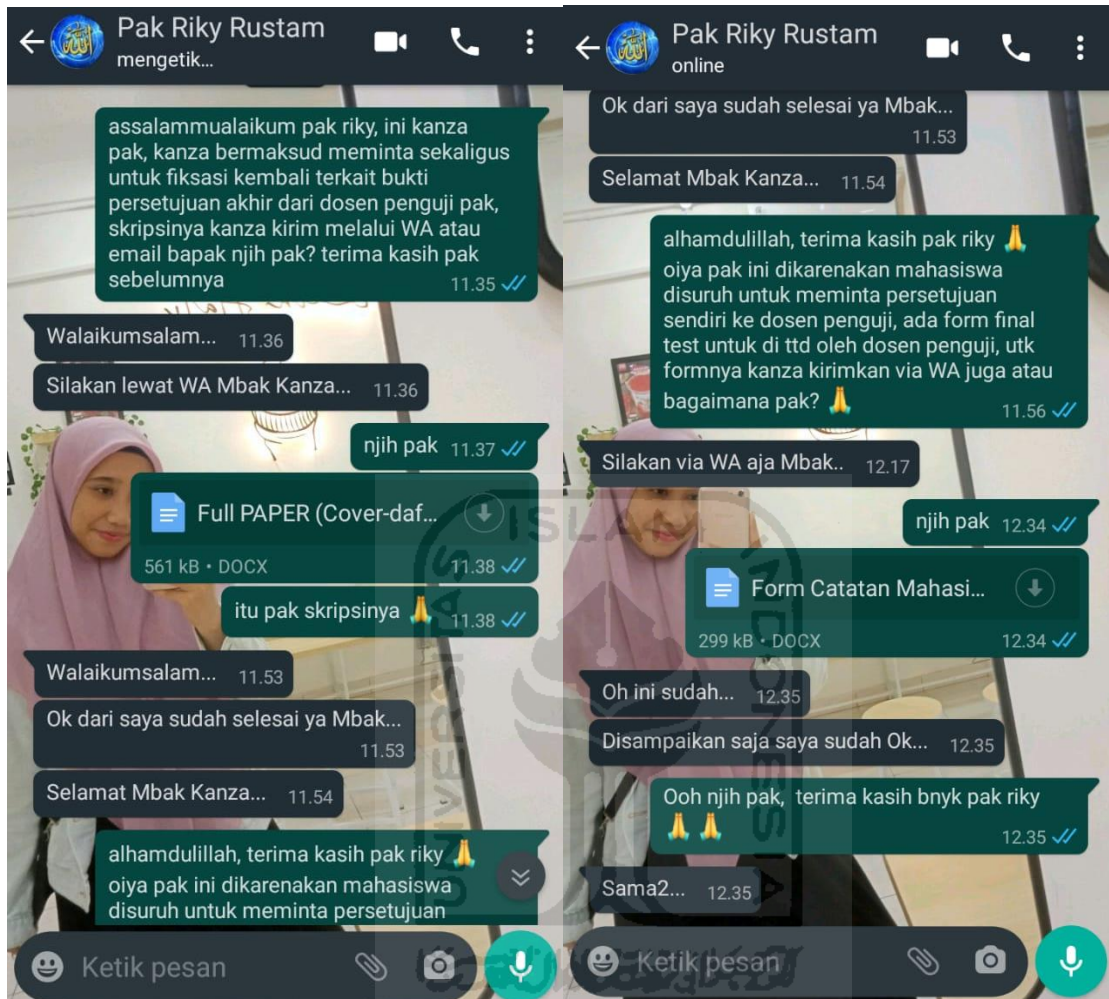 Pak Riky Rustam
mengetik...
assalammualaikum pak riky, ini kanza
pak, kanza bermaksud meminta sekaligus
untuk fiksasi kembali terkait bukti
persetujuan akhir dari dosen penguji pak,
skripsinya kanza kirim melalui WA atau
email bapak njih pak? terima kasih pak
sebelumnya
11.35
Walaikumsalam... 11.36
Silakan lewat WA Mbak Kanza... 11.36
njih pak 11.37
Full PAPER (Cover-daf...
561 kB • DOCX 11.38
itu pak skripsinya 🙏 11.38
Walaikumsalam... 11.53
Ok dari saya sudah selesai ya Mbak...
11.53
Selamat Mbak Kanza... 11.54
alhamdulillah, terima kasih pak riky 🙏
oiya pak ini dikarenakan mahasiswa
disuruh untuk meminta persetujuan
Ketik pesan
Pak Riky Rustam
online
Ok dari saya sudah selesai ya Mbak...
11.53
Selamat Mbak Kanza... 11.54
alhamdulillah, terima kasih pak riky 🙏
oiya pak ini dikarenakan mahasiswa
disuruh untuk meminta persetujuan
sendiri ke dosen penguji, ada form final
test untuk di ttd oleh dosen penguji, utk
formnya kanza kirimkan via WA juga atau
bagaimana pak? 🙏
11.56
Silakan via WA aja Mbak.. 12.17
njih pak 12.34
Form Catatan Mahasi...
299 kB • DOCX 12.34
Oh ini sudah... 12.35
Disampaikan saja saya sudah Ok... 12.35
Ooh njih pak, terima kasih bnyk pak riky
🙏🙏 12.35
Sama2... 12.35
Ketik pesan
UNIVERSITAS ISLAM INDONESIA